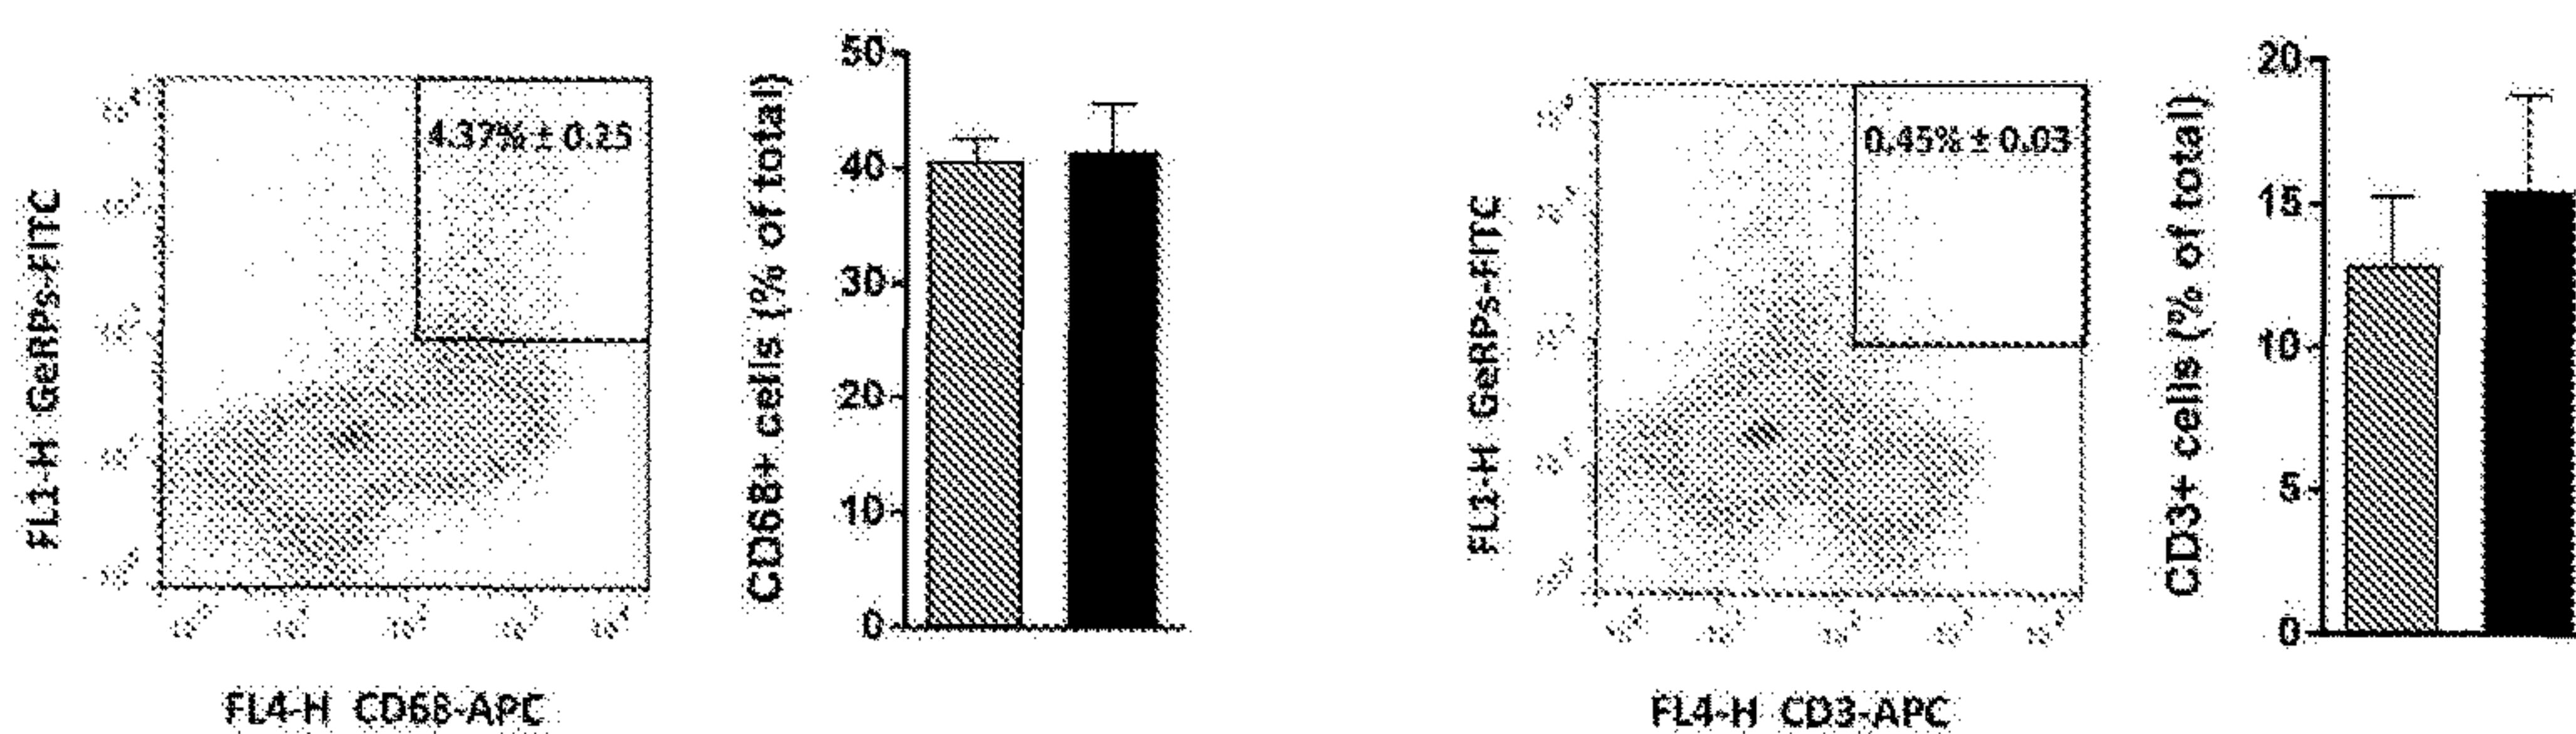 FL1-H GeRPs-FITC
4.37% ± 0.25
FL4-H CD68-APC
CD68+ cells (% of total)
50
40
30
20
10
0
FL1-H GeRPs-FITC
0.45% ± 0.03
FL4-H CD3-APC
CD3+ cells (% of total)
20
15
10
5
0